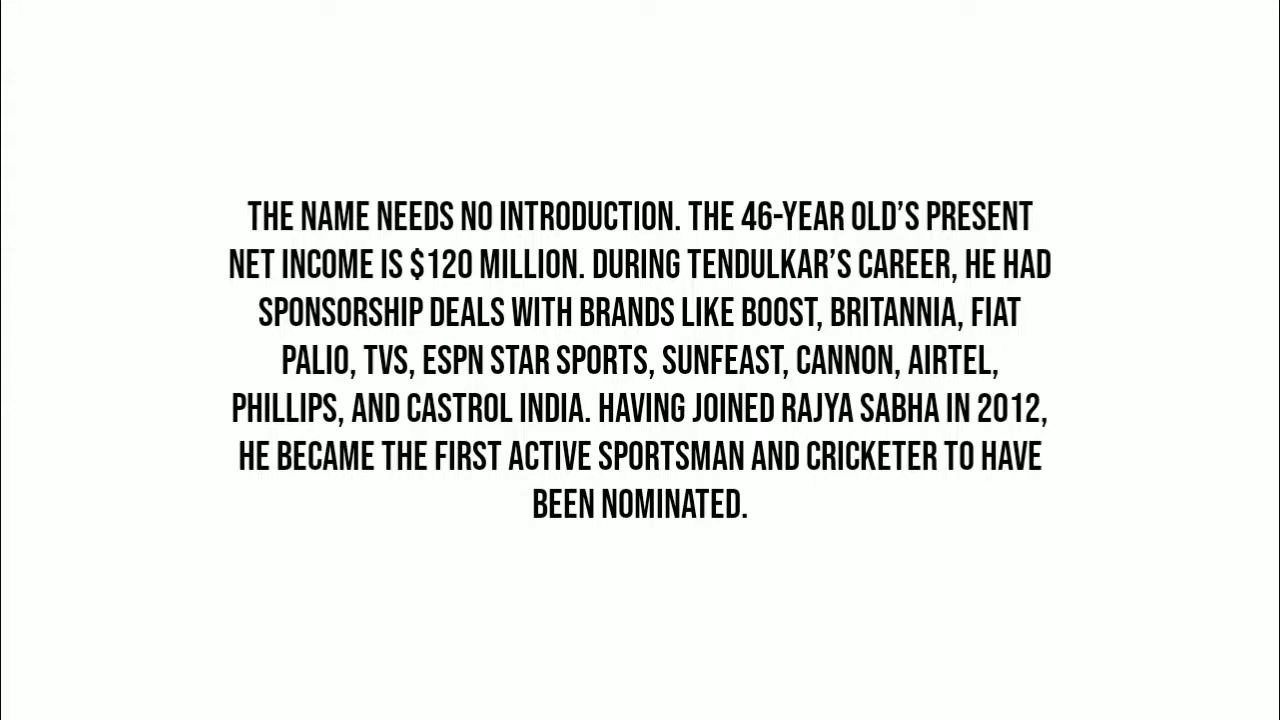 THE NAME NEEDS NO INTRODUCTION. THE 46-YEAR OLD'S PRESENT
NET INCOME IS $120 MILLION. DURING TENDULKAR'S CAREER, HE HAD
SPONSORSHIP DEALS WITH BRANDS LIKE BOOST, BRITANNIA, FIAT
PALIO, TVS, ESPN STAR SPORTS, SUNFEAST, CANNON, AIRTEL,
PHILLIPS, AND CASTROL INDIA. HAVING JOINED RAJYA SABHA IN 2012,
HE BECAME THE FIRST ACTIVE SPORTSMAN AND CRICKETER TO HAVE
BEEN NOMINATED.